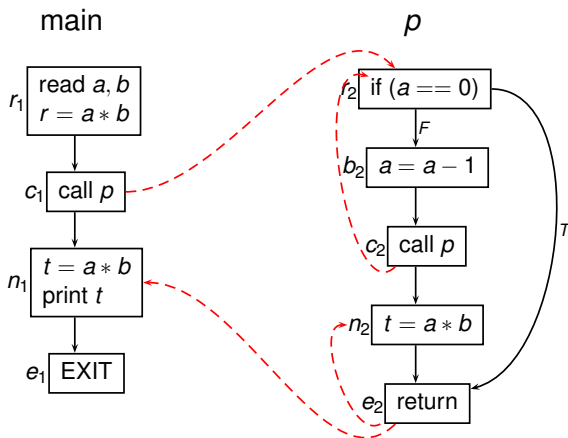 main
r1
read a, b
r = a ∗ b
c1
call p
n1
t = a ∗ b
print t
e1
EXIT
p
r2
if (a == 0)
F
T
b2
a = a − 1
c2
call p
n2
t = a ∗ b
e2
return